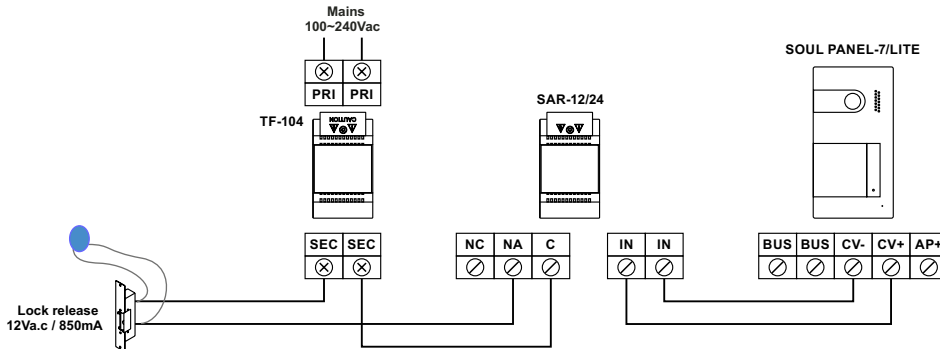 Mains
100~240Vac
SOUL PANEL-7/LITE
PRI PRI
SAR-12/24
TF-104
CAUTION
SEC SEC
NC NA C
IN IN
BUS BUS CV- CV+ AP+
Lock release
12Va.c / 850mA